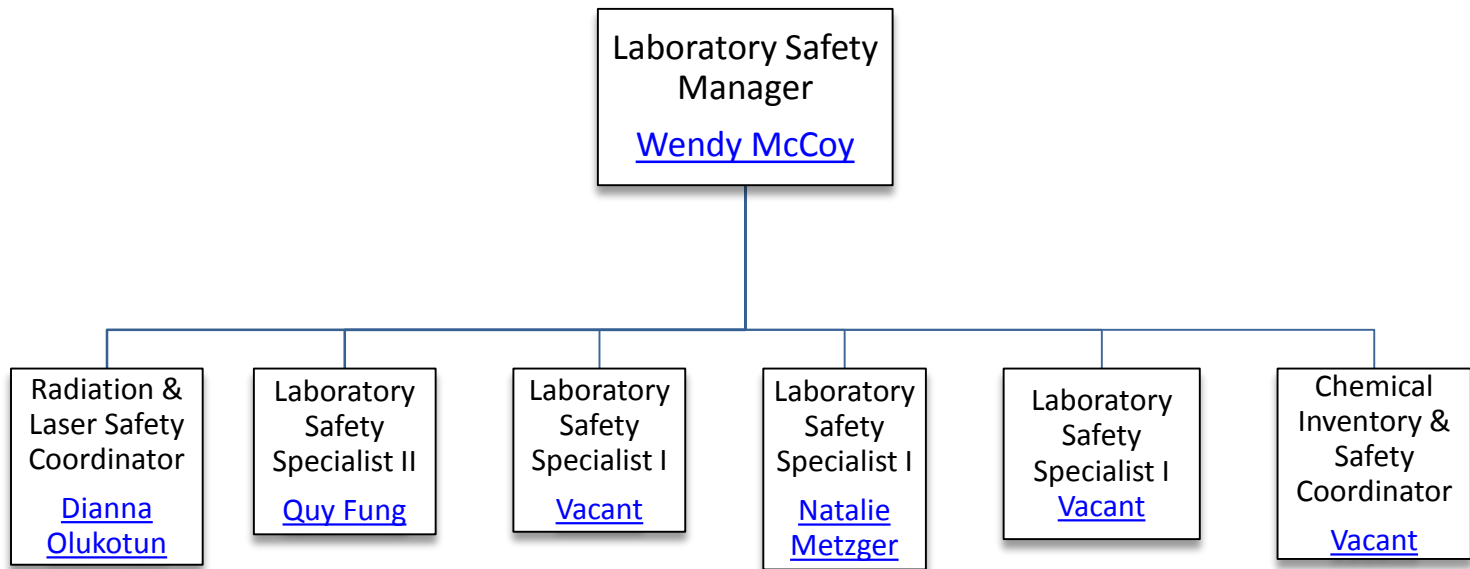 Laboratory Safety
Manager
Wendy McCoy
Radiation &
Laser Safety
Coordinator
Dianna
Olukotun
Laboratory
Safety
Specialist II
Quy Fung
Laboratory
Safety
Specialist I
Vacant
Laboratory
Safety
Specialist I
Natalie
Metzger
Laboratory
Safety
Specialist I
Vacant
Chemical
Inventory &
Safety
Coordinator
Vacant